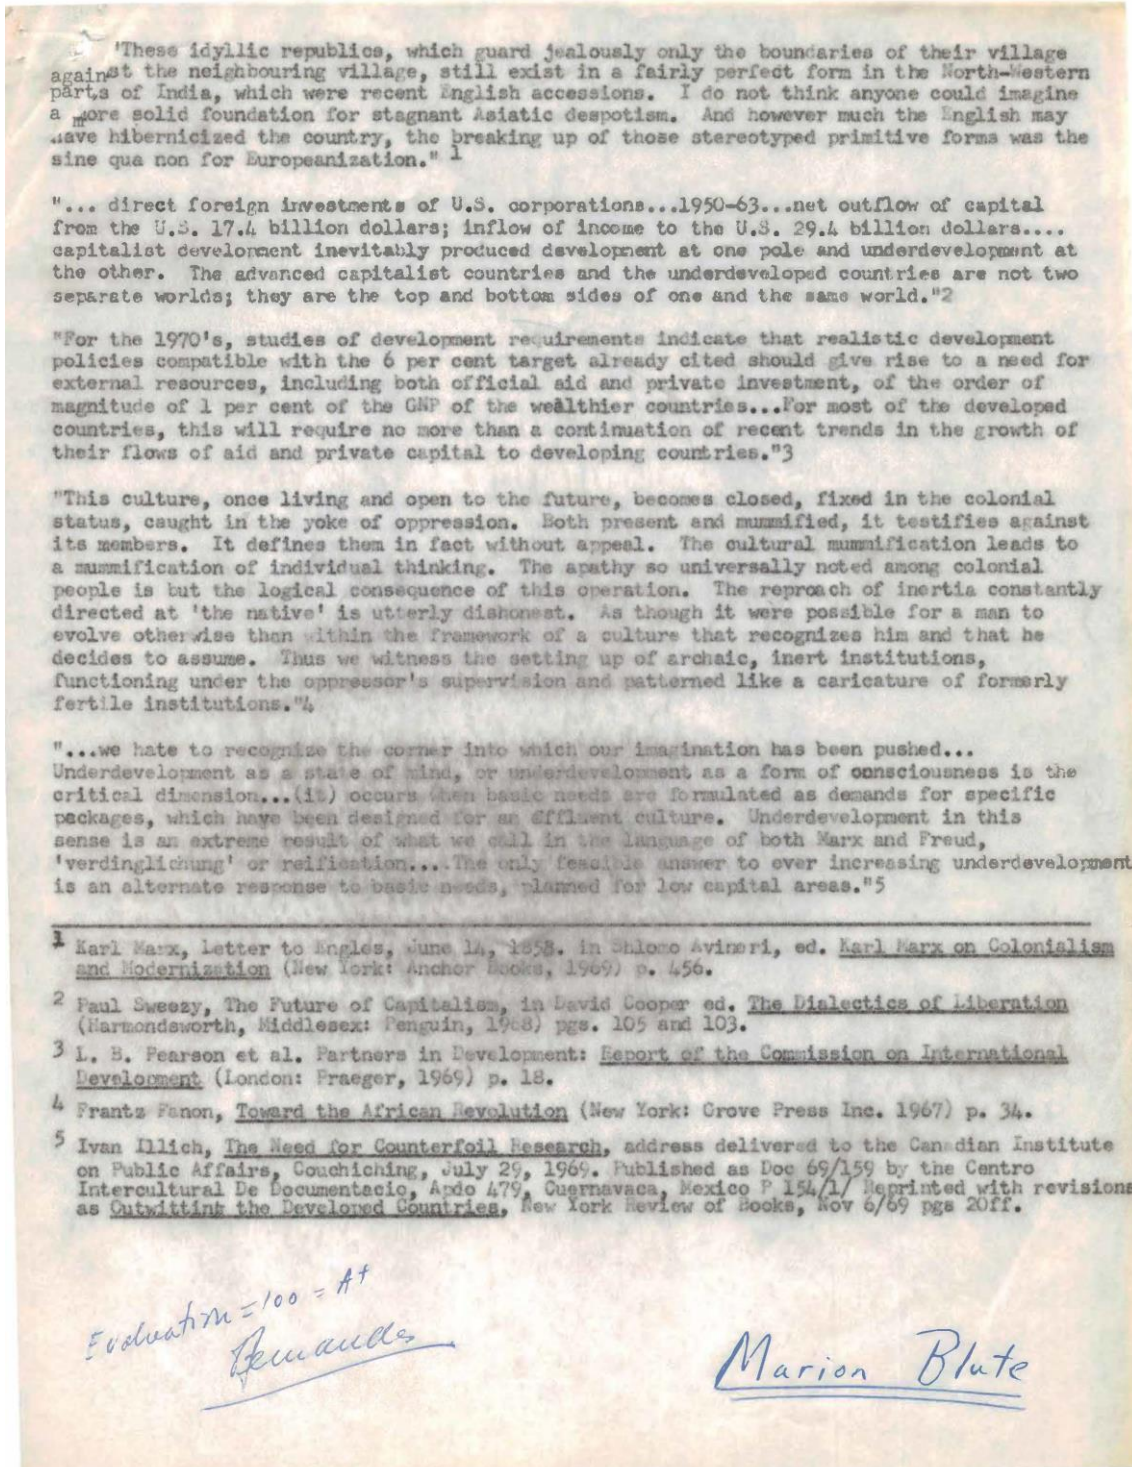 'These idyllic republics, which guard jealously only the boundaries of their village
against the neighbouring village, still exist in a fairly perfect form in the North-Western
parts of India, which were recent English accessions.  I do not think anyone could imagine
a more solid foundation for stagnant Asiatic despotism.  And however much the English may
have hibernicized the country, the breaking up of those stereotyped primitive forms was the
sine qua non for Europeanization." 1
"... direct foreign investments of U.S. corporations...1950-63...net outflow of capital
from the U.S. 17.4 billion dollars; inflow of income to the U.S. 29.4 billion dollars....
capitalist development inevitably produced development at one pole and underdevelopment at
the other.  The advanced capitalist countries and the underdeveloped countries are not two
separate worlds; they are the top and bottom sides of one and the same world."2
"For the 1970's, studies of development requirements indicate that realistic development
policies compatible with the 6 per cent target already cited should give rise to a need for
external resources, including both official aid and private investment, of the order of
magnitude of 1 per cent of the GNP of the wealthier countries...For most of the developed
countries, this will require no more than a continuation of recent trends in the growth of
their flows of aid and private capital to developing countries."3
"This culture, once living and open to the future, becomes closed, fixed in the colonial
status, caught in the yoke of oppression.  Both present and mummified, it testifies against
its members.  It defines them in fact without appeal.  The cultural mummification leads to
a mummification of individual thinking.  The apathy so universally noted among colonial
people is but the logical consequence of this operation.  The reproach of inertia constantly
directed at 'the native' is utterly dishonest.  As though it were possible for a man to
evolve otherwise than within the framework of a culture that recognizes him and that he
decides to assume.  Thus we witness the setting up of archaic, inert institutions,
functioning under the oppressor's supervision and patterned like a caricature of formerly
fertile institutions."4
"...we hate to recognize the corner into which our imagination has been pushed...
Underdevelopment as a state of mind, or underdevelopment as a form of consciousness is the
critical dimension...(it) occurs when basic needs are formulated as demands for specific
packages, which have been designed for an affluent culture.  Underdevelopment in this
sense is an extreme result of what we call in the language of both Marx and Freud,
'verdinglichung' or reification....The only feasible answer to ever increasing underdevelopment
is an alternate response to basic needs, planned for low capital areas."5
1 Karl Marx, Letter to Engles, June 14, 1858. in Shlomo Avineri, ed. Karl Marx on Colonialism
and Modernization (New York: Anchor Books, 1969) p. 456.
2 Paul Sweezy, The Future of Capitalism, in David Cooper ed. The Dialectics of Liberation
(Harmondsworth, Middlesex: Penguin, 1968) pgs. 105 and 103.
3 L. B. Pearson et al. Partners in Development: Report of the Commission on International
Development (London: Praeger, 1969) p. 18.
4 Frantz Fanon, Toward the African Revolution (New York: Grove Press Inc. 1967) p. 34.
5 Ivan Illich, The Need for Counterfoil Research, address delivered to the Canadian Institute
on Public Affairs, Couchiching, July 29, 1969. Published as Doc 69/159 by the Centro
Intercultural De Documentacio, Apdo 479, Cuernavaca, Mexico P 154/1/ Reprinted with revisions
as Outwitting the Developed Countries, New York Review of Books, Nov 6/69 pgs 20ff.
Evaluation = 100 = A+
Marion Blute